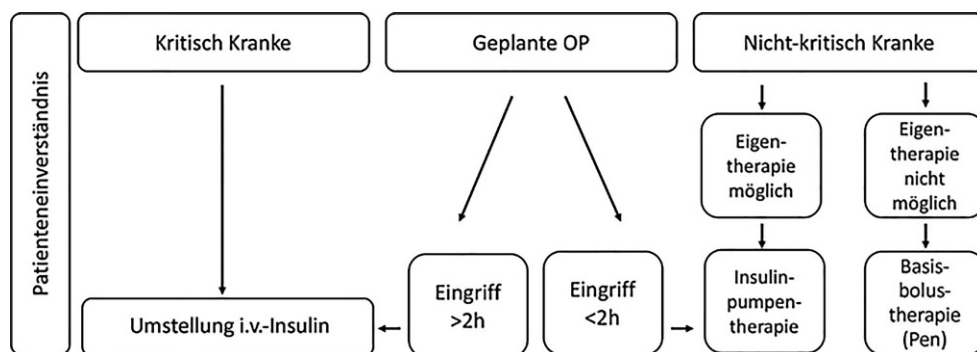 Patienteneinverständnis
Kritisch Kranke
Geplante OP
Nicht-kritisch Kranke
Eigen-
therapie
möglich
Eigen-
therapie
nicht
möglich
Umstellung i.v.-Insulin
Eingriff
>2h
Eingriff
<2h
Insulin-
pumpen-
therapie
Basis-
bolus-
therapie
(Pen)